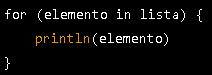 for (elemento in lista) {
    println(elemento)
}